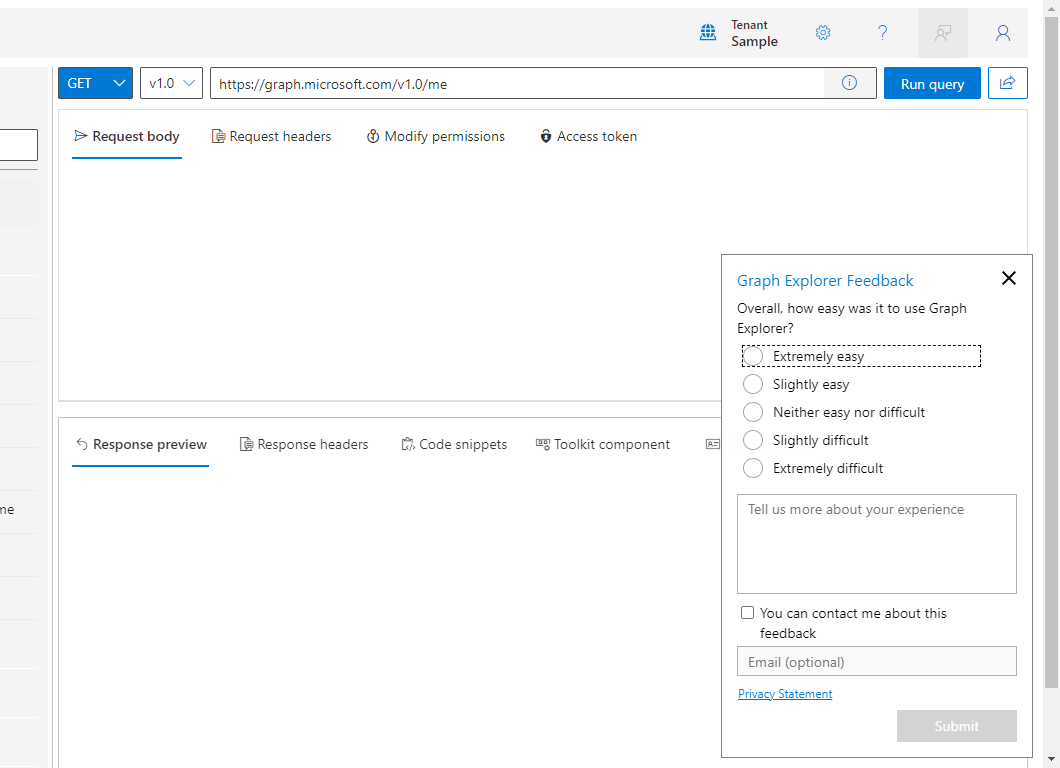 Tenant
Sample
GET
v1.0
https://graph.microsoft.com/v1.0/me
Run query
Request body
Request headers
Modify permissions
Access token
Graph Explorer Feedback
Overall, how easy was it to use Graph
Explorer?
Extremely easy
Slightly easy
Neither easy nor difficult
Slightly difficult
Extremely difficult
Response preview
Response headers
Code snippets
Toolkit component
me
Tell us more about your experience
You can contact me about this
feedback
Email (optional)
Privacy Statement
Submit